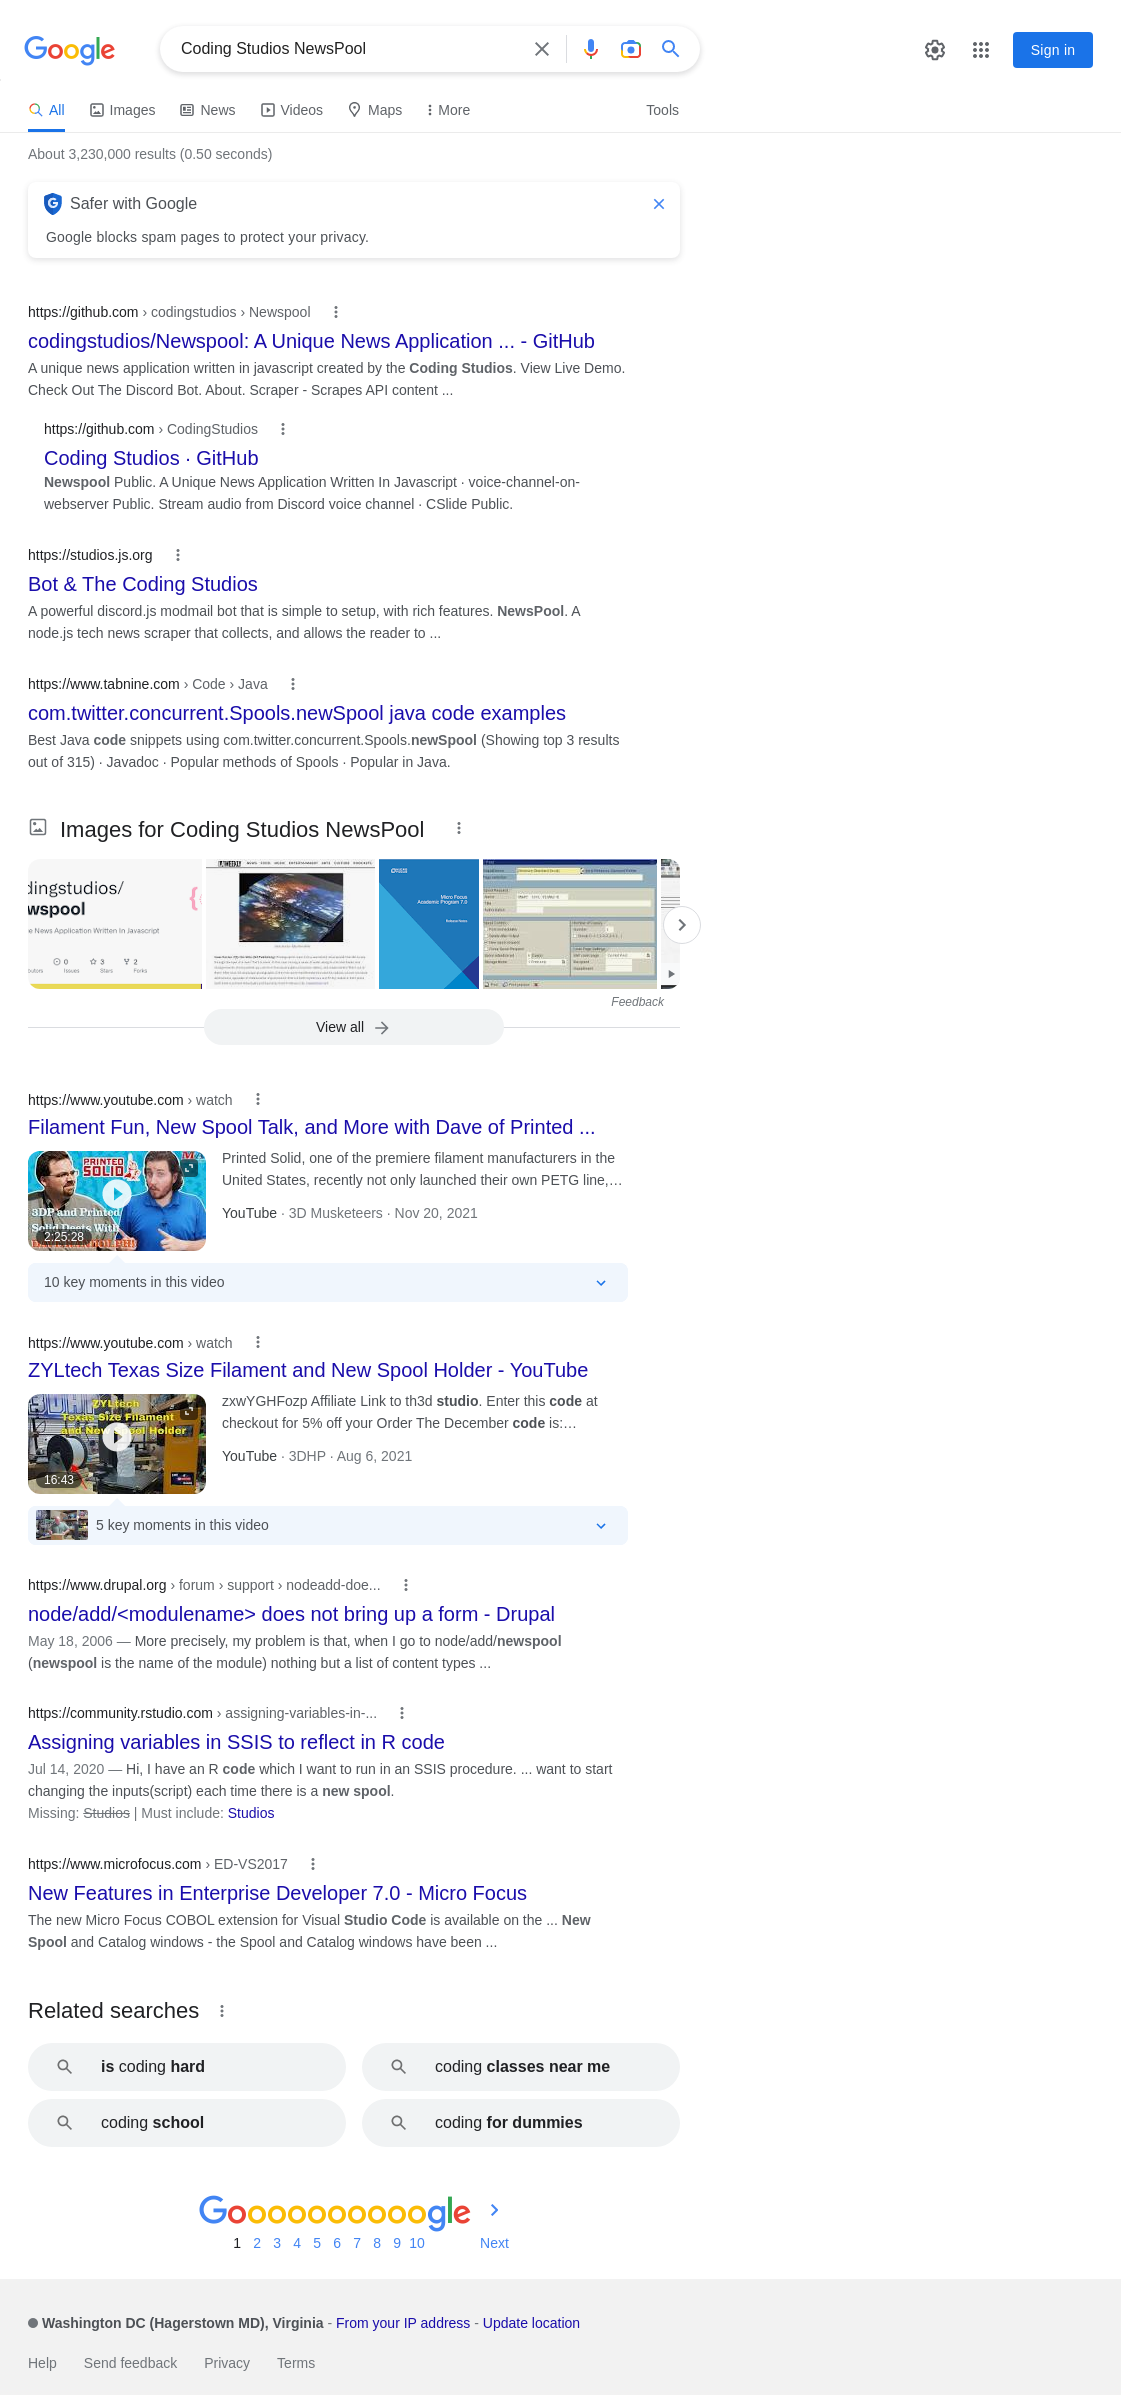 Google
Coding Studios NewsPool
Sign in
All
Images
News
Videos
Maps
More
Tools
About 3,230,000 results (0.50 seconds)
Safer with Google
Google blocks spam pages to protect your privacy.
https://github.com › codingstudios › Newspool
codingstudios/Newspool: A Unique News Application ... - GitHub
A unique news application written in javascript created by the Coding Studios. View Live Demo.
Check Out The Discord Bot. About. Scraper - Scrapes API content ...
https://github.com › CodingStudios
Coding Studios · GitHub
Newspool Public. A Unique News Application Written In Javascript · voice-channel-on-
webserver Public. Stream audio from Discord voice channel · CSlide Public.
https://studios.js.org
Bot & The Coding Studios
A powerful discord.js modmail bot that is simple to setup, with rich features. NewsPool. A
node.js tech news scraper that collects, and allows the reader to ...
https://www.tabnine.com › Code › Java
com.twitter.concurrent.Spools.newSpool java code examples
Best Java code snippets using com.twitter.concurrent.Spools.newSpool (Showing top 3 results
out of 315) · Javadoc · Popular methods of Spools · Popular in Java.
Images for Coding Studios NewsPool
dingstudios/
wspool
e News Application Written In Javascript
0
3
2
Issues
Stars
Forks
Micro Focus
Academic Program 7.0
Release Notes
Feedback
View all
https://www.youtube.com › watch
Filament Fun, New Spool Talk, and More with Dave of Printed ...
PRINTED
SOLID
3DP and Printed
Solid Deets With
2:25:28
Printed Solid, one of the premiere filament manufacturers in the
United States, recently not only launched their own PETG line,...
YouTube · 3D Musketeers · Nov 20, 2021
10 key moments in this video
https://www.youtube.com › watch
ZYLtech Texas Size Filament and New Spool Holder - YouTube
ZYLtech
Texas Size Filament
and New Spool Holder
16:43
zxwYGHFozp Affiliate Link to th3d studio. Enter this code at
checkout for 5% off your Order The December code is:...
YouTube · 3DHP · Aug 6, 2021
5 key moments in this video
https://www.drupal.org › forum › support › nodeadd-doe...
node/add/<modulename> does not bring up a form - Drupal
May 18, 2006 — More precisely, my problem is that, when I go to node/add/newspool
(newspool is the name of the module) nothing but a list of content types ...
https://community.rstudio.com › assigning-variables-in-...
Assigning variables in SSIS to reflect in R code
Jul 14, 2020 — Hi, I have an R code which I want to run in an SSIS procedure. ... want to start
changing the inputs(script) each time there is a new spool.
Missing: Studios | Must include: Studios
https://www.microfocus.com › ED-VS2017
New Features in Enterprise Developer 7.0 - Micro Focus
The new Micro Focus COBOL extension for Visual Studio Code is available on the ... New
Spool and Catalog windows - the Spool and Catalog windows have been ...
Related searches
is coding hard
coding classes near me
coding school
coding for dummies
Goooooooooogle
1 2 3 4 5 6 7 8 9 10 Next
Washington DC (Hagerstown MD), Virginia - From your IP address - Update location
Help Send feedback Privacy Terms